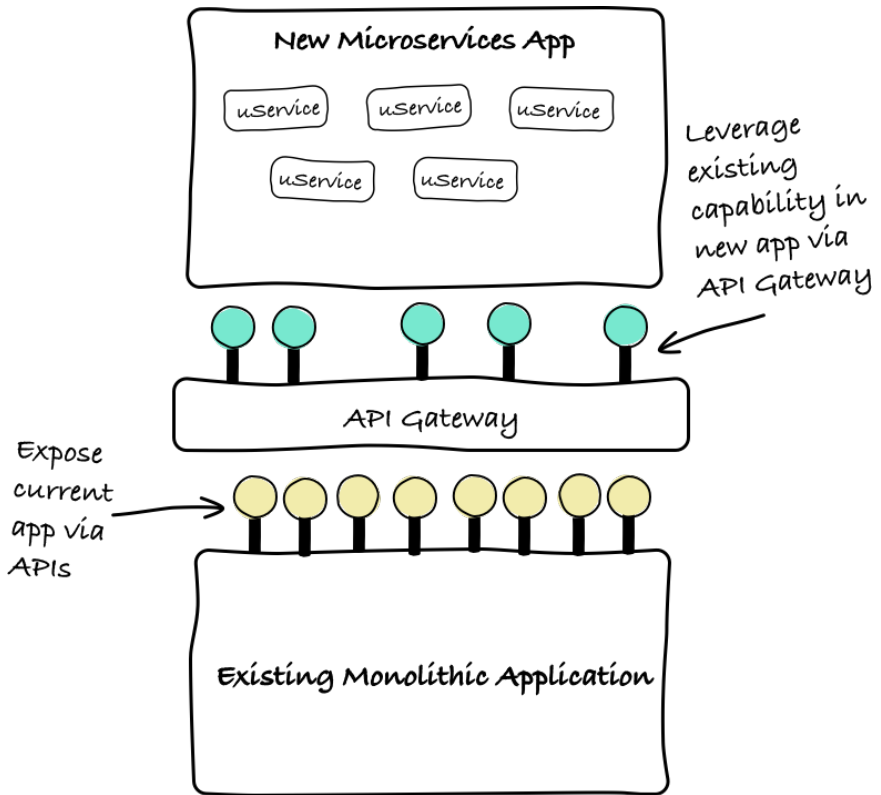 New Microservices App
uService
uService
uService
uService
uService
Leverage
existing
capability in
new app via
API Gateway
API Gateway
Expose
current
app via
APIs
Existing Monolithic Application